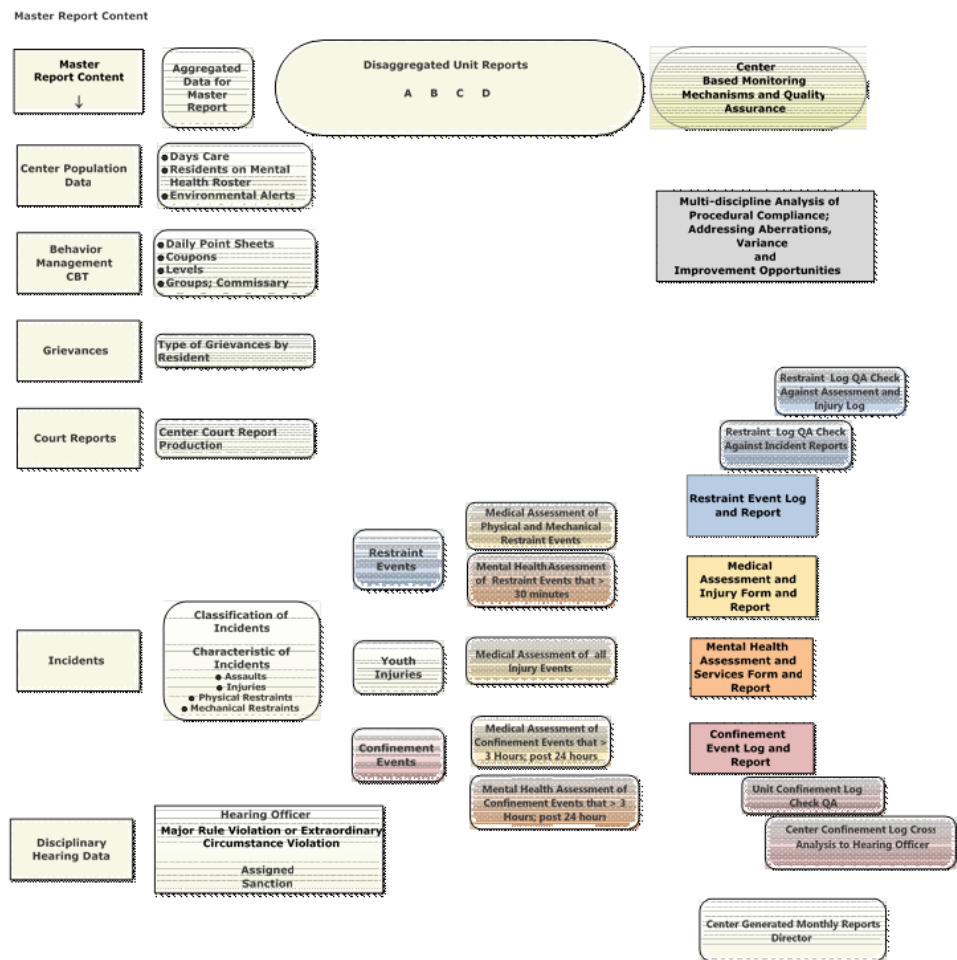 Master Report Content
Master
Report Content
↓
Aggregated
Data for
Master
Report
Disaggregated Unit Reports
A B C D
Center
Based Monitoring
Mechanisms and Quality
Assurance
Center Population
Data
● Days Care
● Residents on Mental
Health Roster
● Environmental Alerts
Multi-discipline Analysis of
Procedural Compliance;
Addressing Aberrations,
Variance
and
Improvement Opportunities
Behavior
Management
CBT
● Daily Point Sheets
● Coupons
● Levels
● Groups; Commissary
Grievances
Type of Grievances by
Resident
Court Reports
Center Court Report
Production
Restraint Log QA Check
Against Assessment and
Injury Log
Restraint Log QA Check
Against Incident Reports
Restraint Event Log
and Report
Medical
Assessment and
Injury Form and
Report
Mental Health
Assessment and
Services Form and
Report
Confinement
Event Log and
Report
Unit Confinement Log
Check QA
Center Confinement Log Cross
Analysis to Hearing Officer
Incidents
Classification of
Incidents
Characteristic of
Incidents
● Assaults
● Injuries
● Physical Restraints
● Mechanical Restraints
Restraint
Events
Medical Assessment of
Physical and Mechanical
Restraint Events
Mental Health Assessment
of Restraint Events that >
30 minutes
Youth
Injuries
Medical Assessment of all
Injury Events
Confinement
Events
Medical Assessment of
Confinement Events that >
3 Hours; post 24 hours
Mental Health Assessment of
Confinement Events that > 3
Hours; post 24 hours
Disciplinary
Hearing Data
Hearing Officer
Major Rule Violation or Extraordinary
Circumstance Violation
Assigned
Sanction
Center Generated Monthly Reports
Director